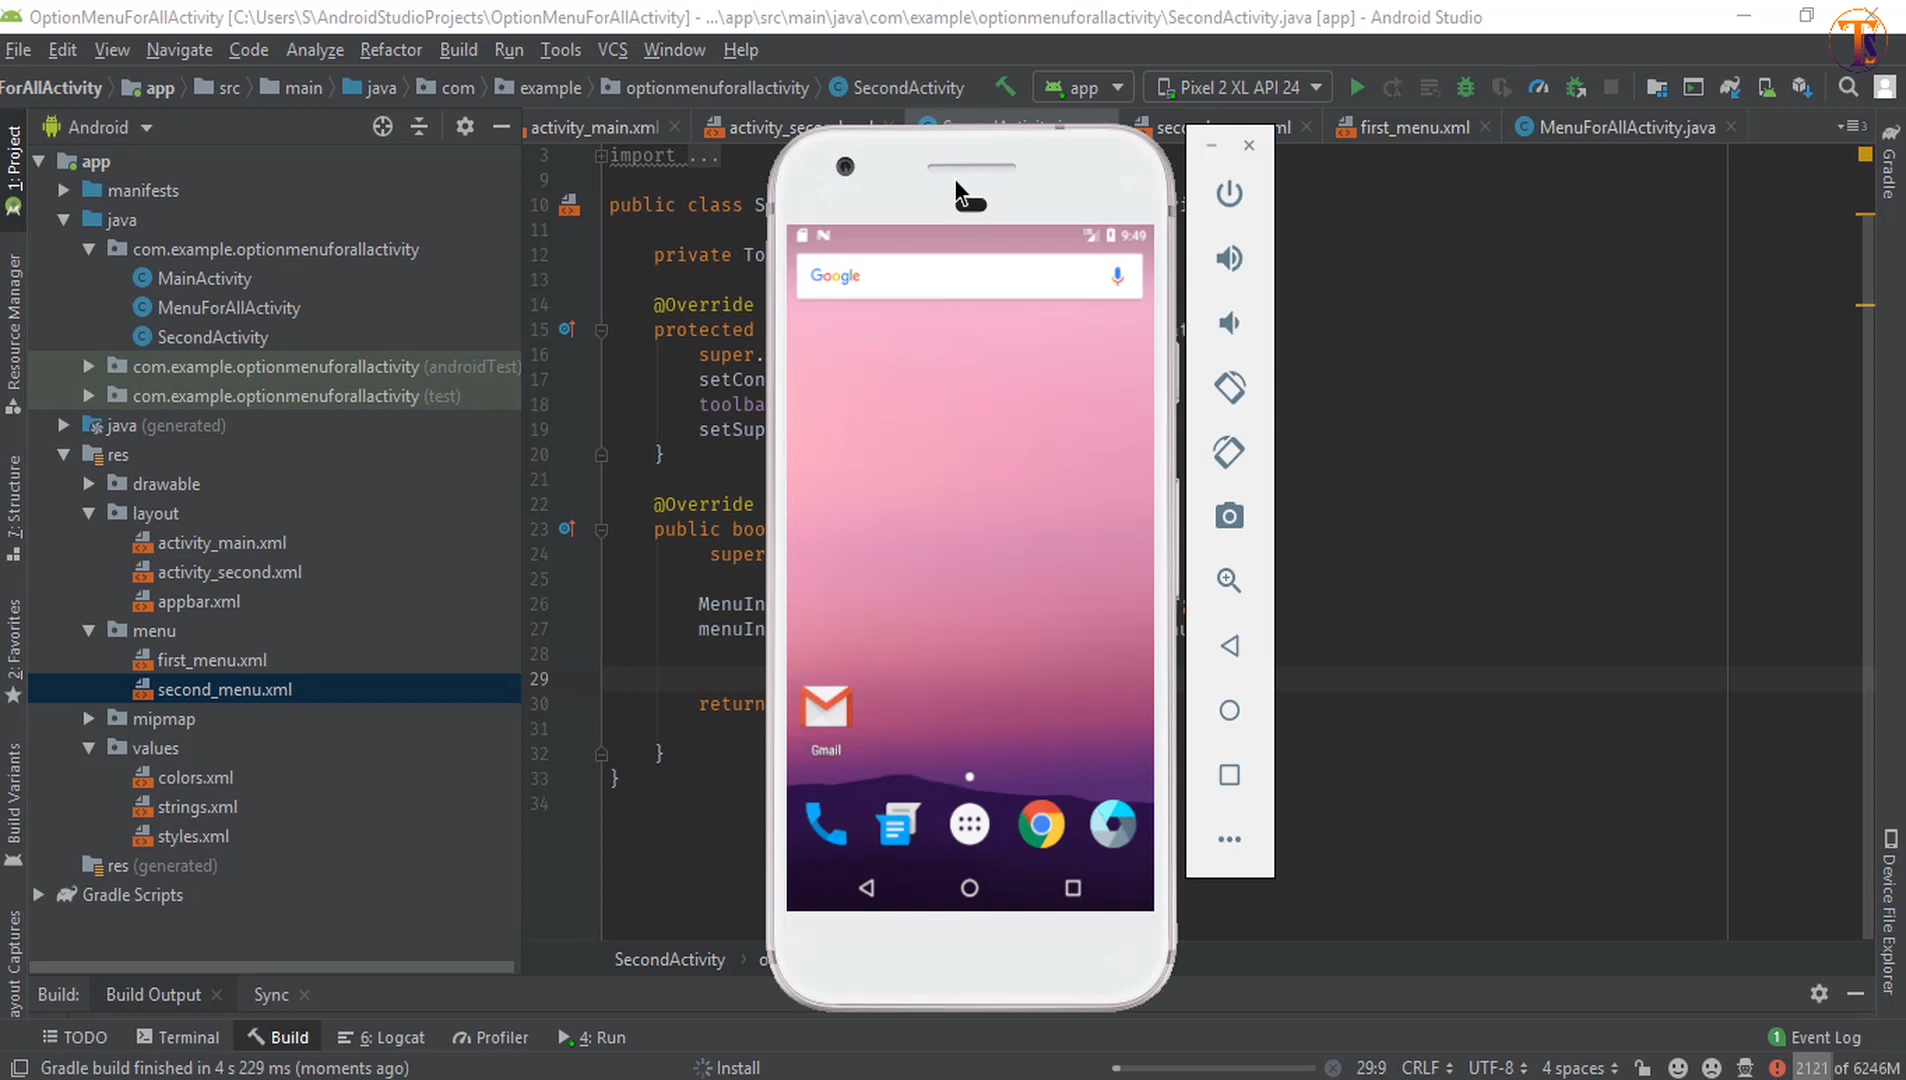 OptionMenuForAllActivity [C:\Users\S\AndroidStudioProjects\OptionMenuForAllActivity] - ...\app\src\main\java\com\example\optionmenuforallactivity\SecondActivity.java [app] - Android Studio
TS
File Edit View Navigate Code Analyze Refactor Build Run Tools VCS Window Help
ForAllActivity app src main java com example optionmenuforallactivity SecondActivity app Pixel 2 XL API 24
Android
activity_main.xml first_menu.xml MenuForAllActivity.java
1: Project
Resource Manager
7: Structure
2: Favorites
Build Variants
Layout Captures
app
manifests
java
com.example.optionmenuforallactivity
MainActivity
MenuForAllActivity
SecondActivity
com.example.optionmenuforallactivity (androidTest)
com.example.optionmenuforallactivity (test)
java (generated)
res
drawable
layout
activity_main.xml
activity_second.xml
appbar.xml
menu
first_menu.xml
second_menu.xml
mipmap
values
colors.xml
strings.xml
styles.xml
res (generated)
Gradle Scripts
3 import ...
9
10 public class S
11
12 private To
13
14 @Override
15 protected
16 super.
17 setCon
18 toolba
19 setSup
20 }
21
22 @Override
23 public boo
24 super
25
26 MenuIn
27 menuIn
28
29
30 return
31
32 }
33 }
34
9:49
Google
Gmail
Gradle
Device File Explorer
SecondActivity
Build: Build Output Sync
TODO Terminal Build 6: Logcat Profiler 4: Run 1 Event Log
Gradle build finished in 4 s 229 ms (moments ago) Install 29:9 CRLF UTF-8 4 spaces 2121 of 6246M